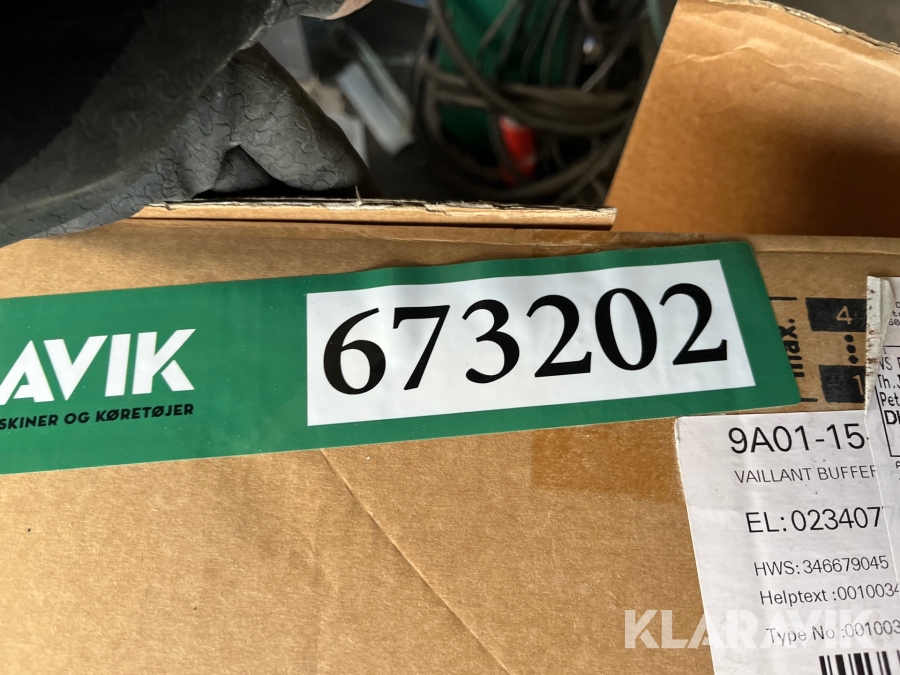 AVIK
SKINER OG KØRETØJER
673202
max.
4
1
9A01-15
VAILLANT BUFFER
EL:023407
HWS:346679045
Helptext :001003
Type No :001003
KLARAVIK